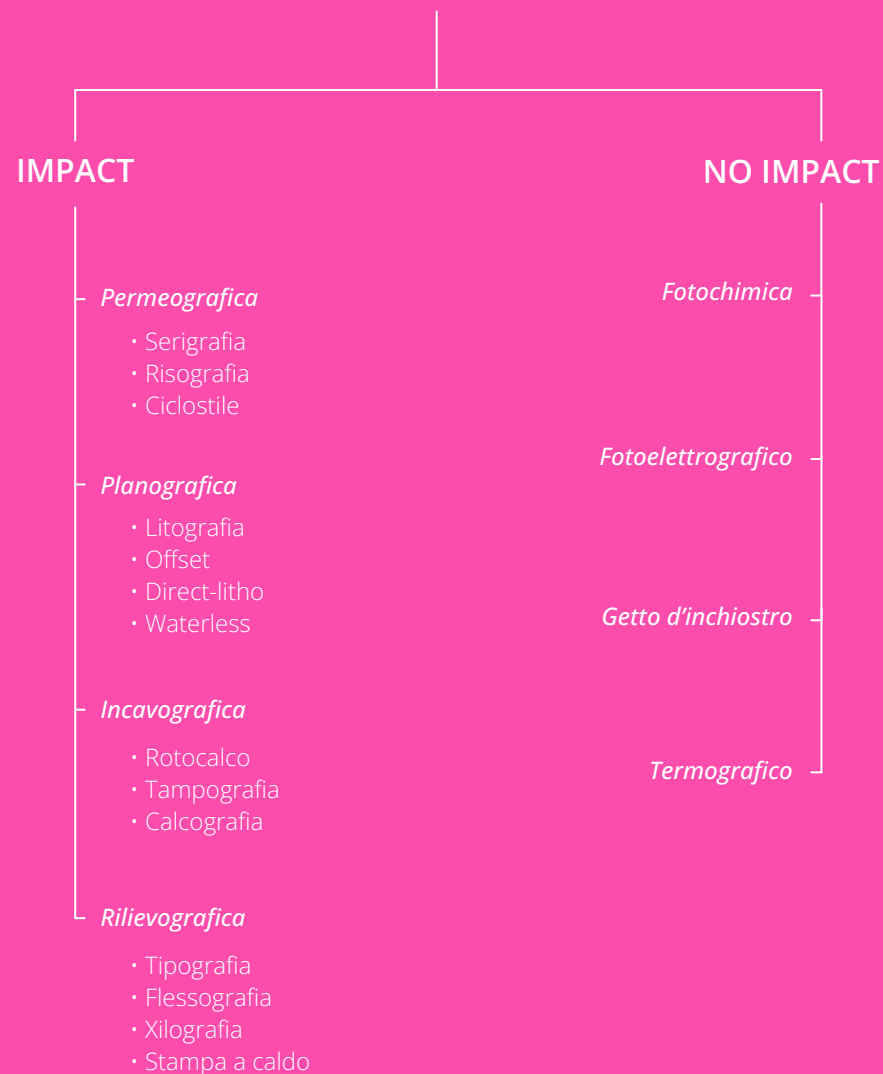 IMPACT
Permeografica
• Serigrafia
• Risografia
• Ciclostile
Planografica
• Litografia
• Offset
• Direct-litho
• Waterless
Incavografica
• Rotocalco
• Tampografia
• Calcografia
Rilievografica
• Tipografia
• Flessografia
• Xilografia
• Stampa a caldo
NO IMPACT
Fotochimica
Fotoelettrografico
Getto d’inchiostro
Termografico